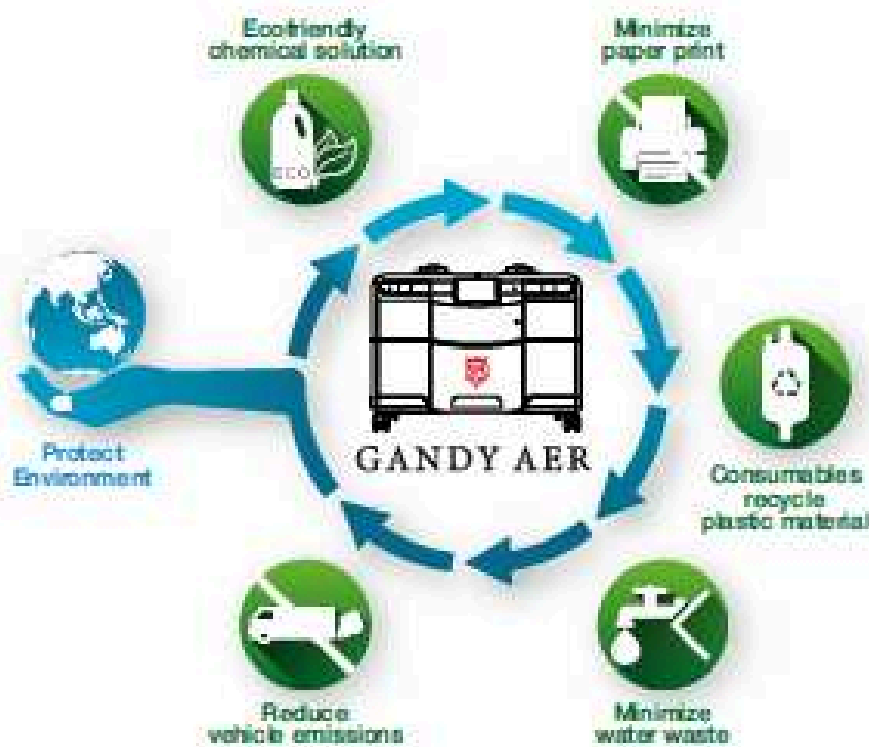 Ecofriendly
chemical solution
Minimize
paper print
ECO
GANDY AER
Protect
Environment
Consumables
recycle
plastic material
Reduce
vehicle emissions
Minimize
water waste